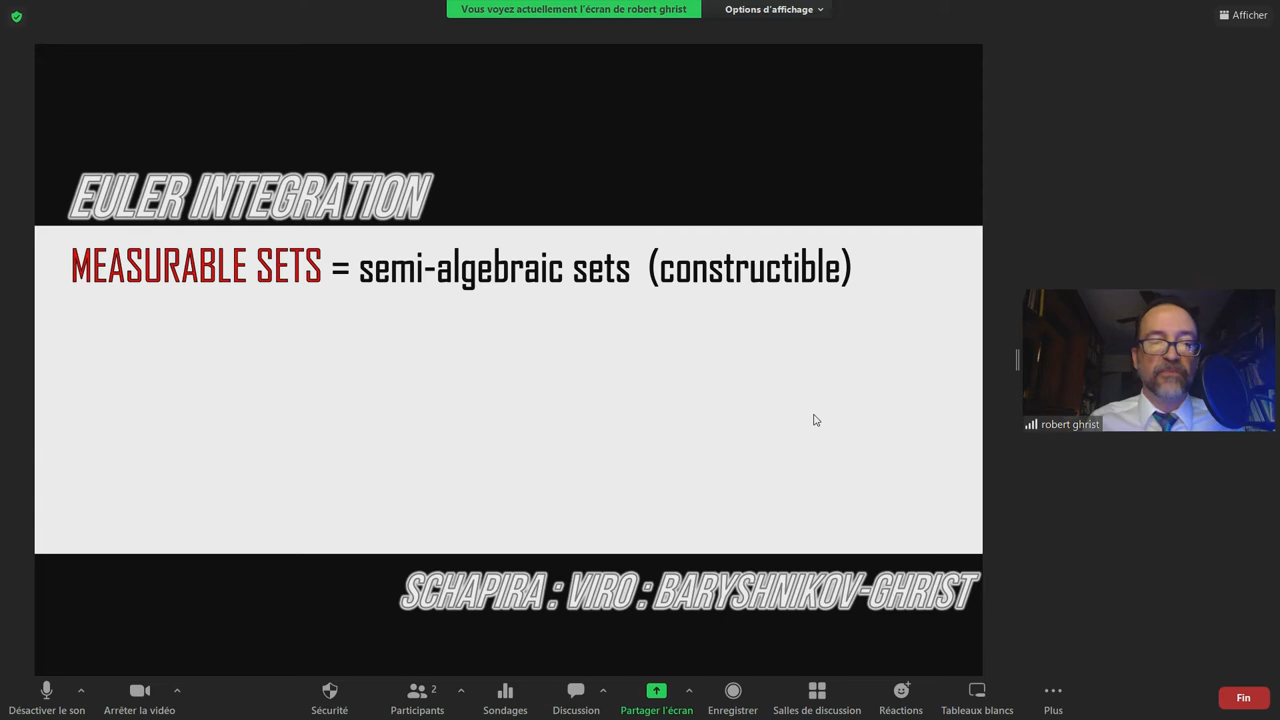 Vous voyez actuellement l'écran de robert ghrist
Options d'affichage
Afficher
EULER INTEGRATION
MEASURABLE SETS = semi-algebraic sets (constructible)
robert ghrist
SCHAPIRA : VIRO : BARYSHNIKOV-GHRIST
2
Désactiver le son
Arrêter la vidéo
Sécurité
Participants
Sondages
Discussion
Partager l'écran
Enregistrer
Salles de discussion
Réactions
Tableaux blancs
Plus
Fin